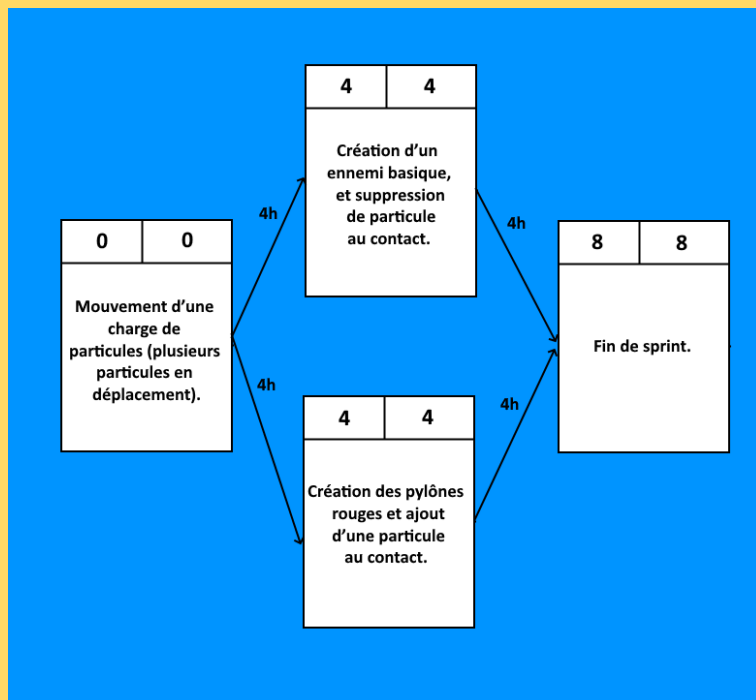 0 0
Mouvement d’une
charge de
particules (plusieurs
particules en
déplacement).
4h
4h
4 4
Création d’un
ennemi basique,
et suppression
de particule
au contact.
4h
4 4
Création des pylônes
rouges et ajout
d’une particule
au contact.
4h
8 8
Fin de sprint.